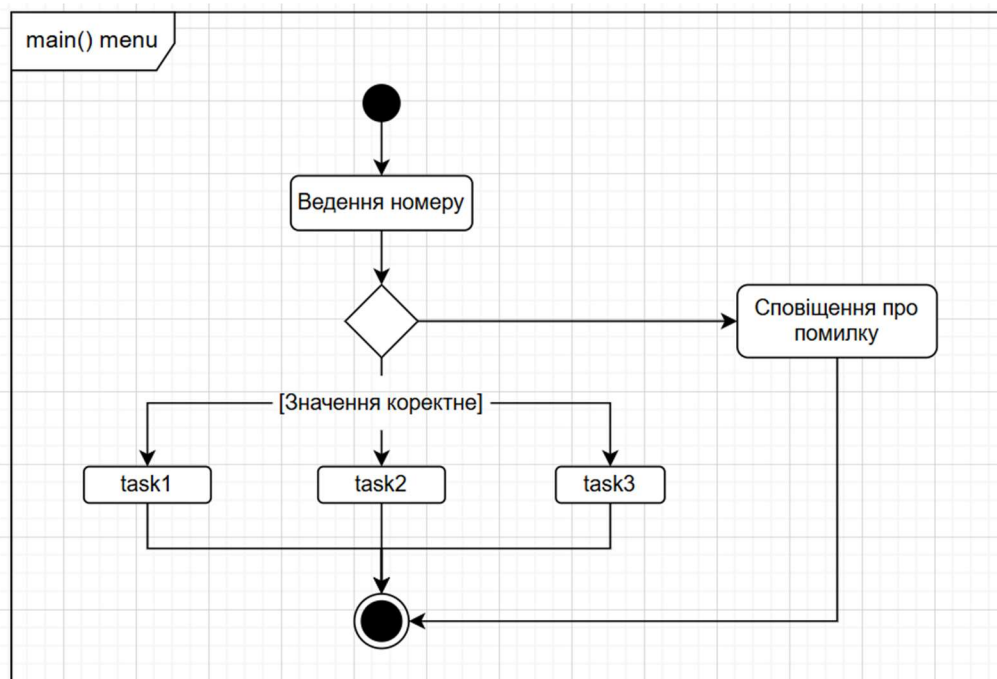 main() menu
Ведення номеру
Сповіщення про
помилку
[Значення коректне]
task1
task2
task3